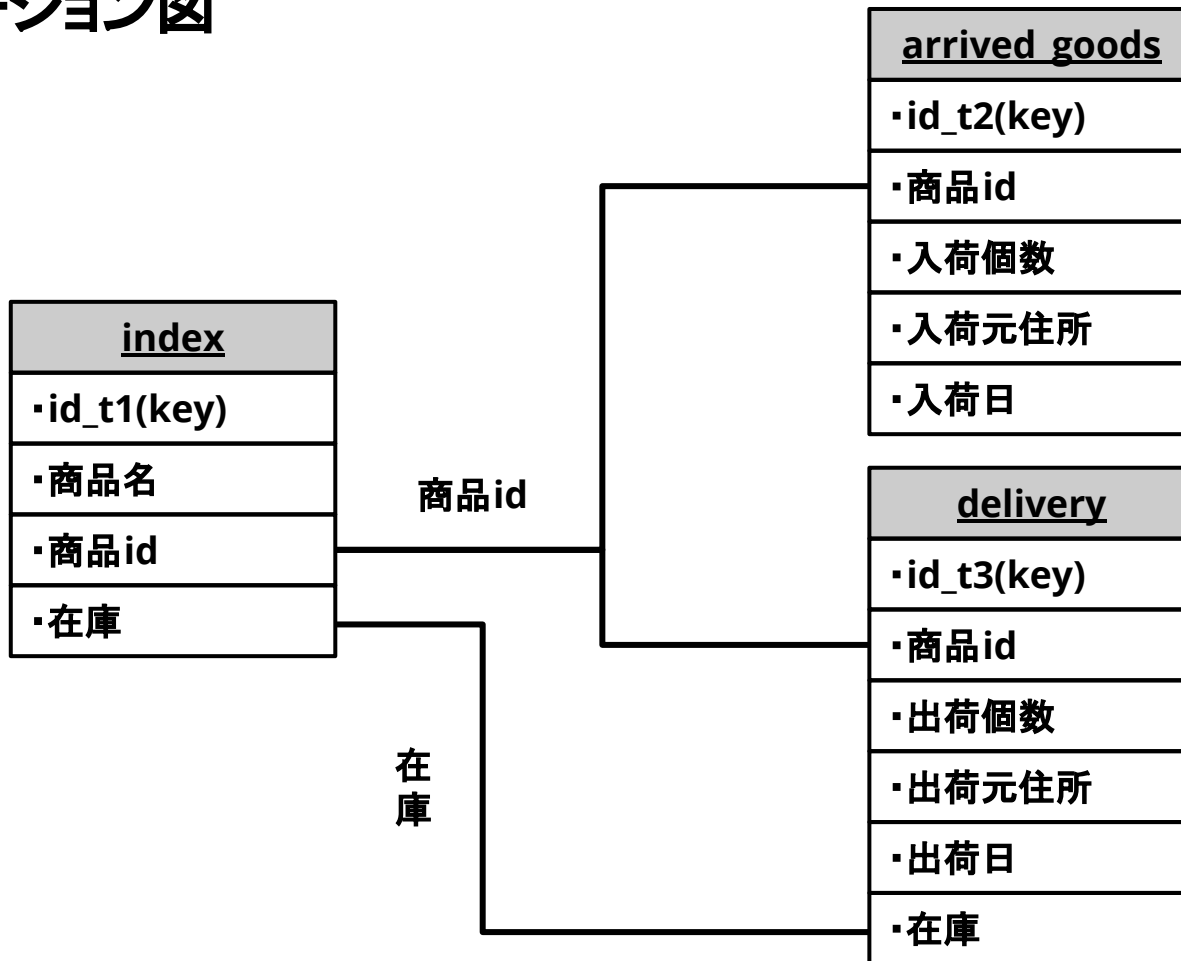 ーション図
arrived_goods
▪id_t2(key)
▪商品id
▪入荷個数
▪入荷元住所
▪入荷日
index
▪id_t1(key)
▪商品名
▪商品id
▪在庫
商品id
在庫
delivery
▪id_t3(key)
▪商品id
▪出荷個数
▪出荷元住所
▪出荷日
▪在庫